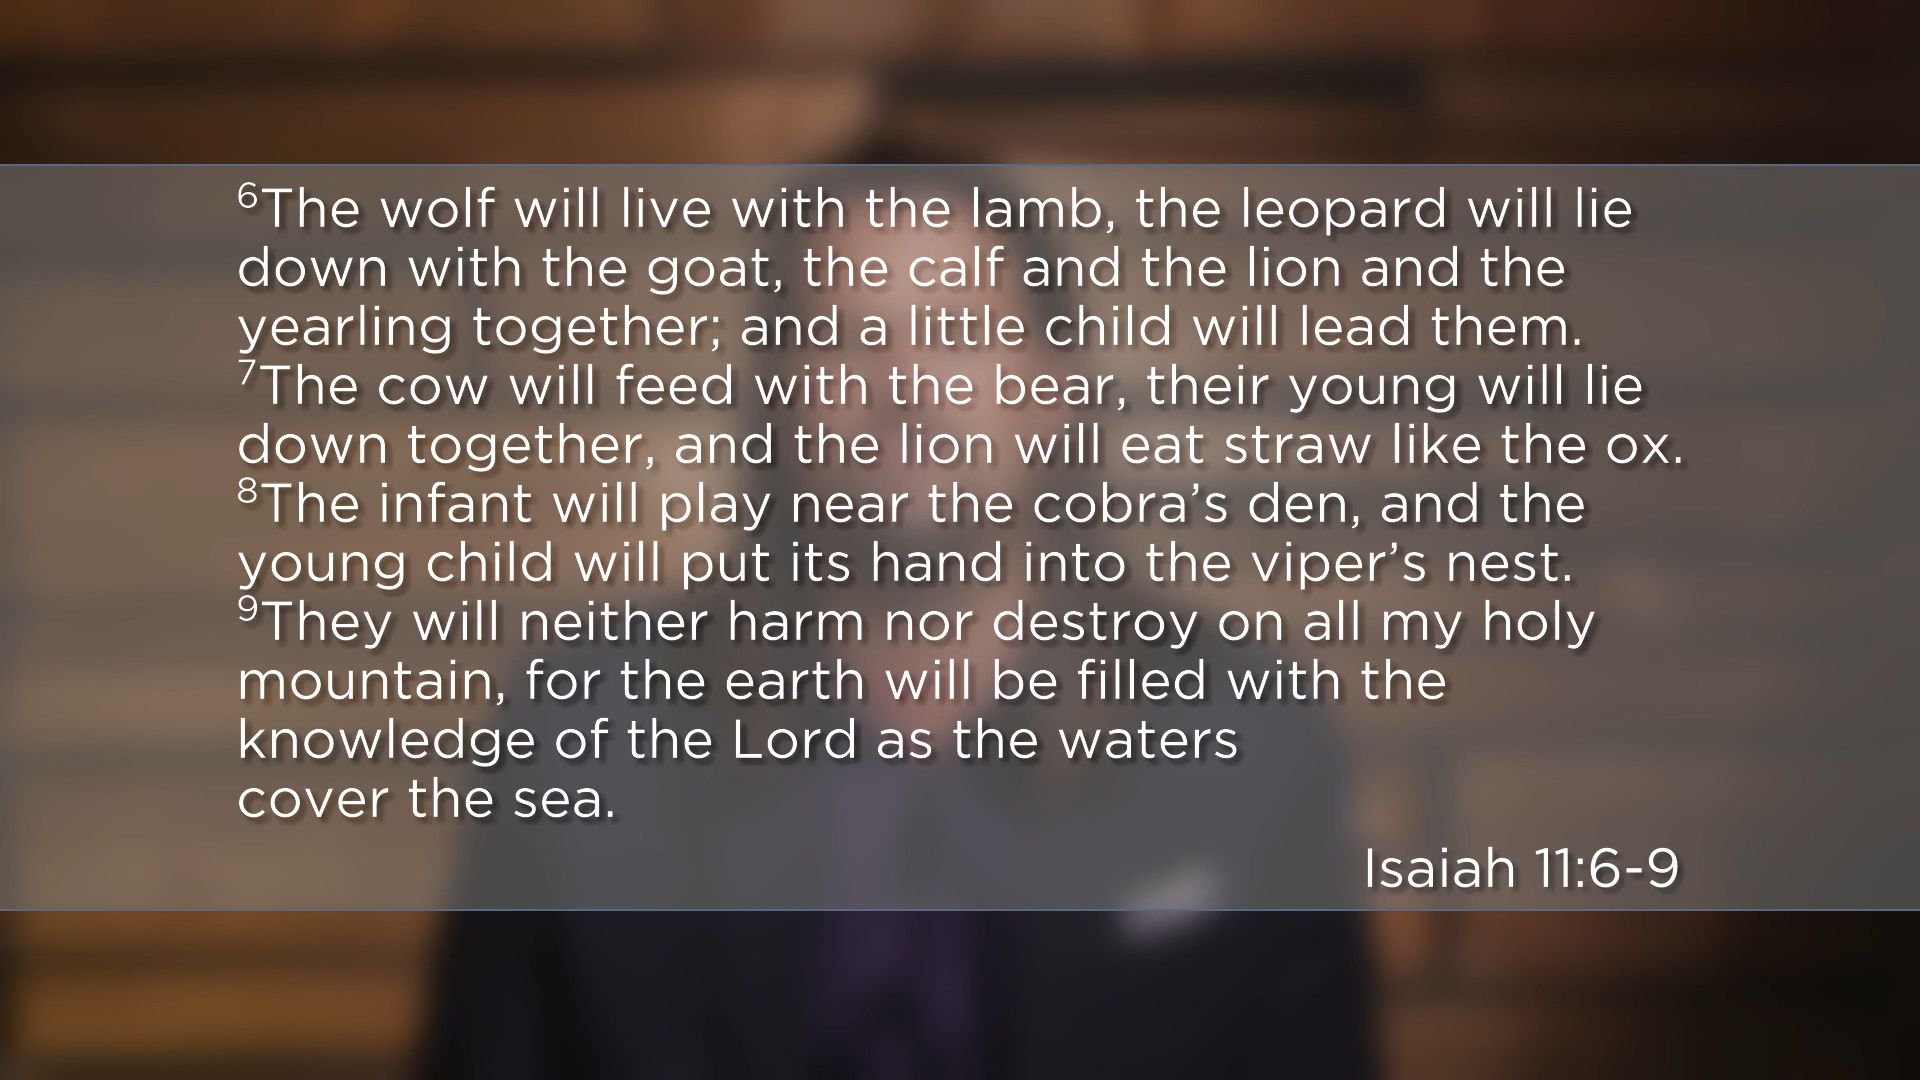 ⁶The wolf will live with the lamb, the leopard will lie
down with the goat, the calf and the lion and the
yearling together; and a little child will lead them.
⁷The cow will feed with the bear, their young will lie
down together, and the lion will eat straw like the ox.
⁸The infant will play near the cobra’s den, and the
young child will put its hand into the viper’s nest.
⁹They will neither harm nor destroy on all my holy
mountain, for the earth will be filled with the
knowledge of the Lord as the waters
cover the sea.
Isaiah 11:6-9